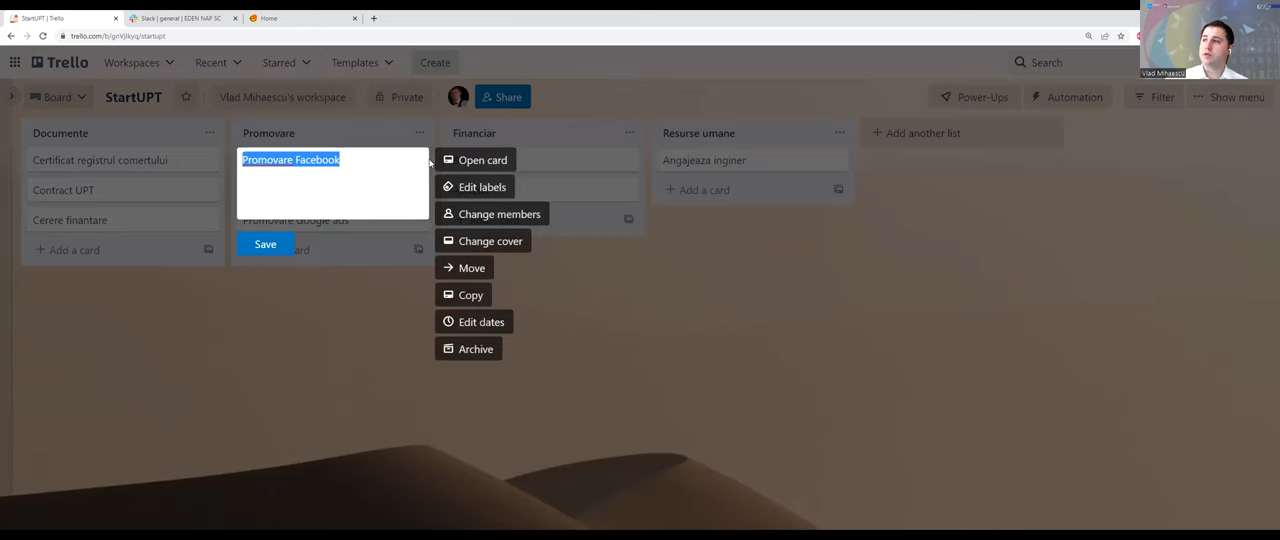 StartUPT | Trello
Slack | general | EDEN NAP SC
Home
trello.com/b/gnVjlkyq/startupt
Trello
Workspaces
Recent
Starred
Templates
Create
Search
Vlad Mihaescu
Board
StartUPT
Vlad Mihaescu's workspace
Private
Share
Power-Ups
Automation
Filter
Show menu
Documente
Certificat registrul comertului
Contract UPT
Cerere finantare
Add a card
Promovare
Promovare Facebook
Promovare Google ads
Save
card
Financiar
Open card
Edit labels
Change members
Change cover
Move
Copy
Edit dates
Archive
Resurse umane
Angajeaza inginer
Add a card
Add another list